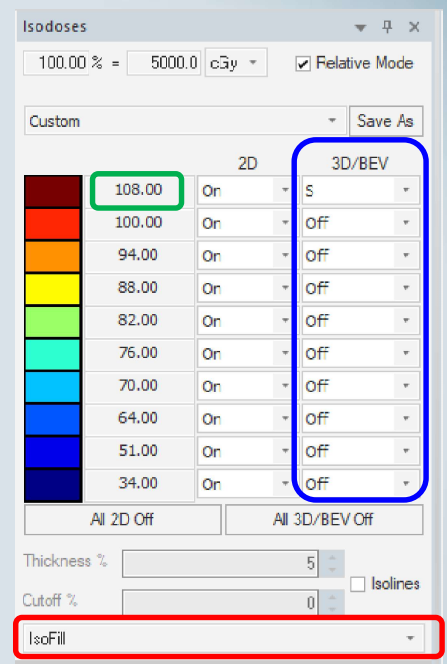 Isodoses
100.00 % = 5000.0 cGy Relative Mode
Custom Save As
2D 3D/BEV
108.00 On S
100.00 On Off
94.00 On Off
88.00 On Off
82.00 On Off
76.00 On Off
70.00 On Off
64.00 On Off
51.00 On Off
34.00 On Off
All 2D Off All 3D/BEV Off
Thickness % 5
Isolines
Cutoff % 0
IsoFill